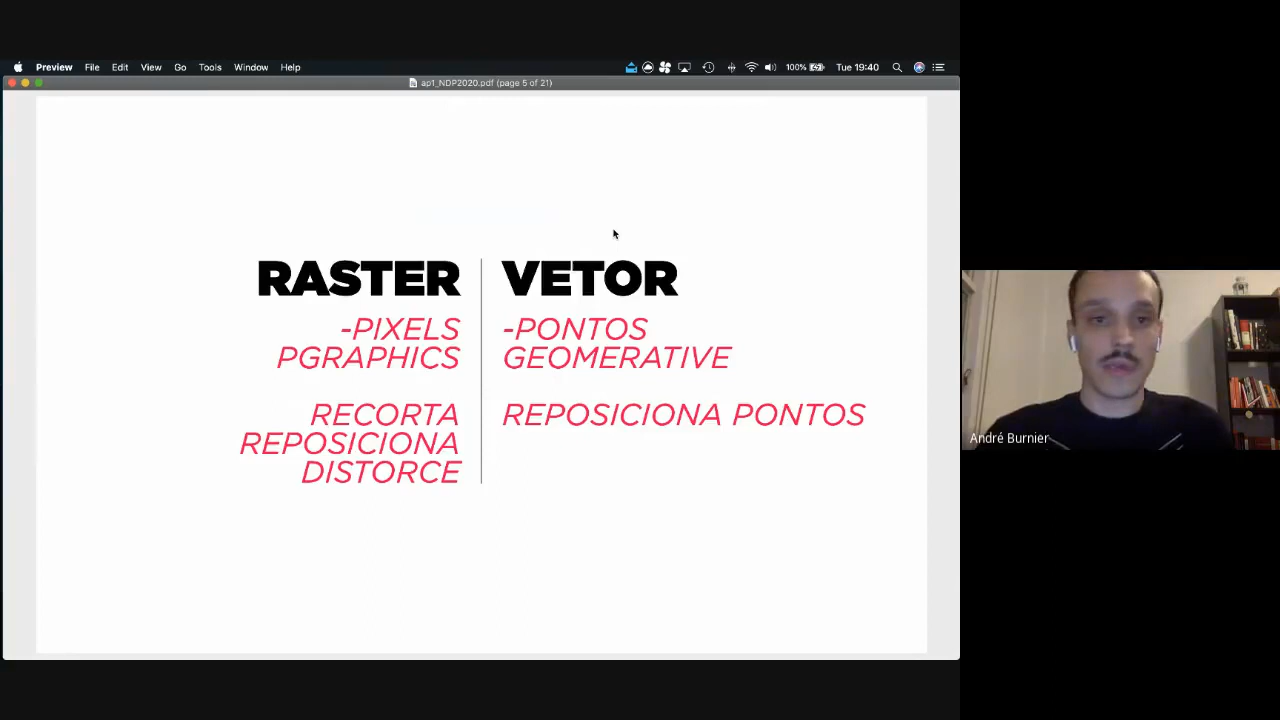 Preview File Edit View Go Tools Window Help 100% Tue 19:40
ap1_NDP2020.pdf (page 5 of 21)
RASTER
-PIXELS
PGRAPHICS
RECORTA
REPOSICIONA
DISTORCE
VETOR
-PONTOS
GEOMERATIVE
REPOSICIONA PONTOS
André Burnier